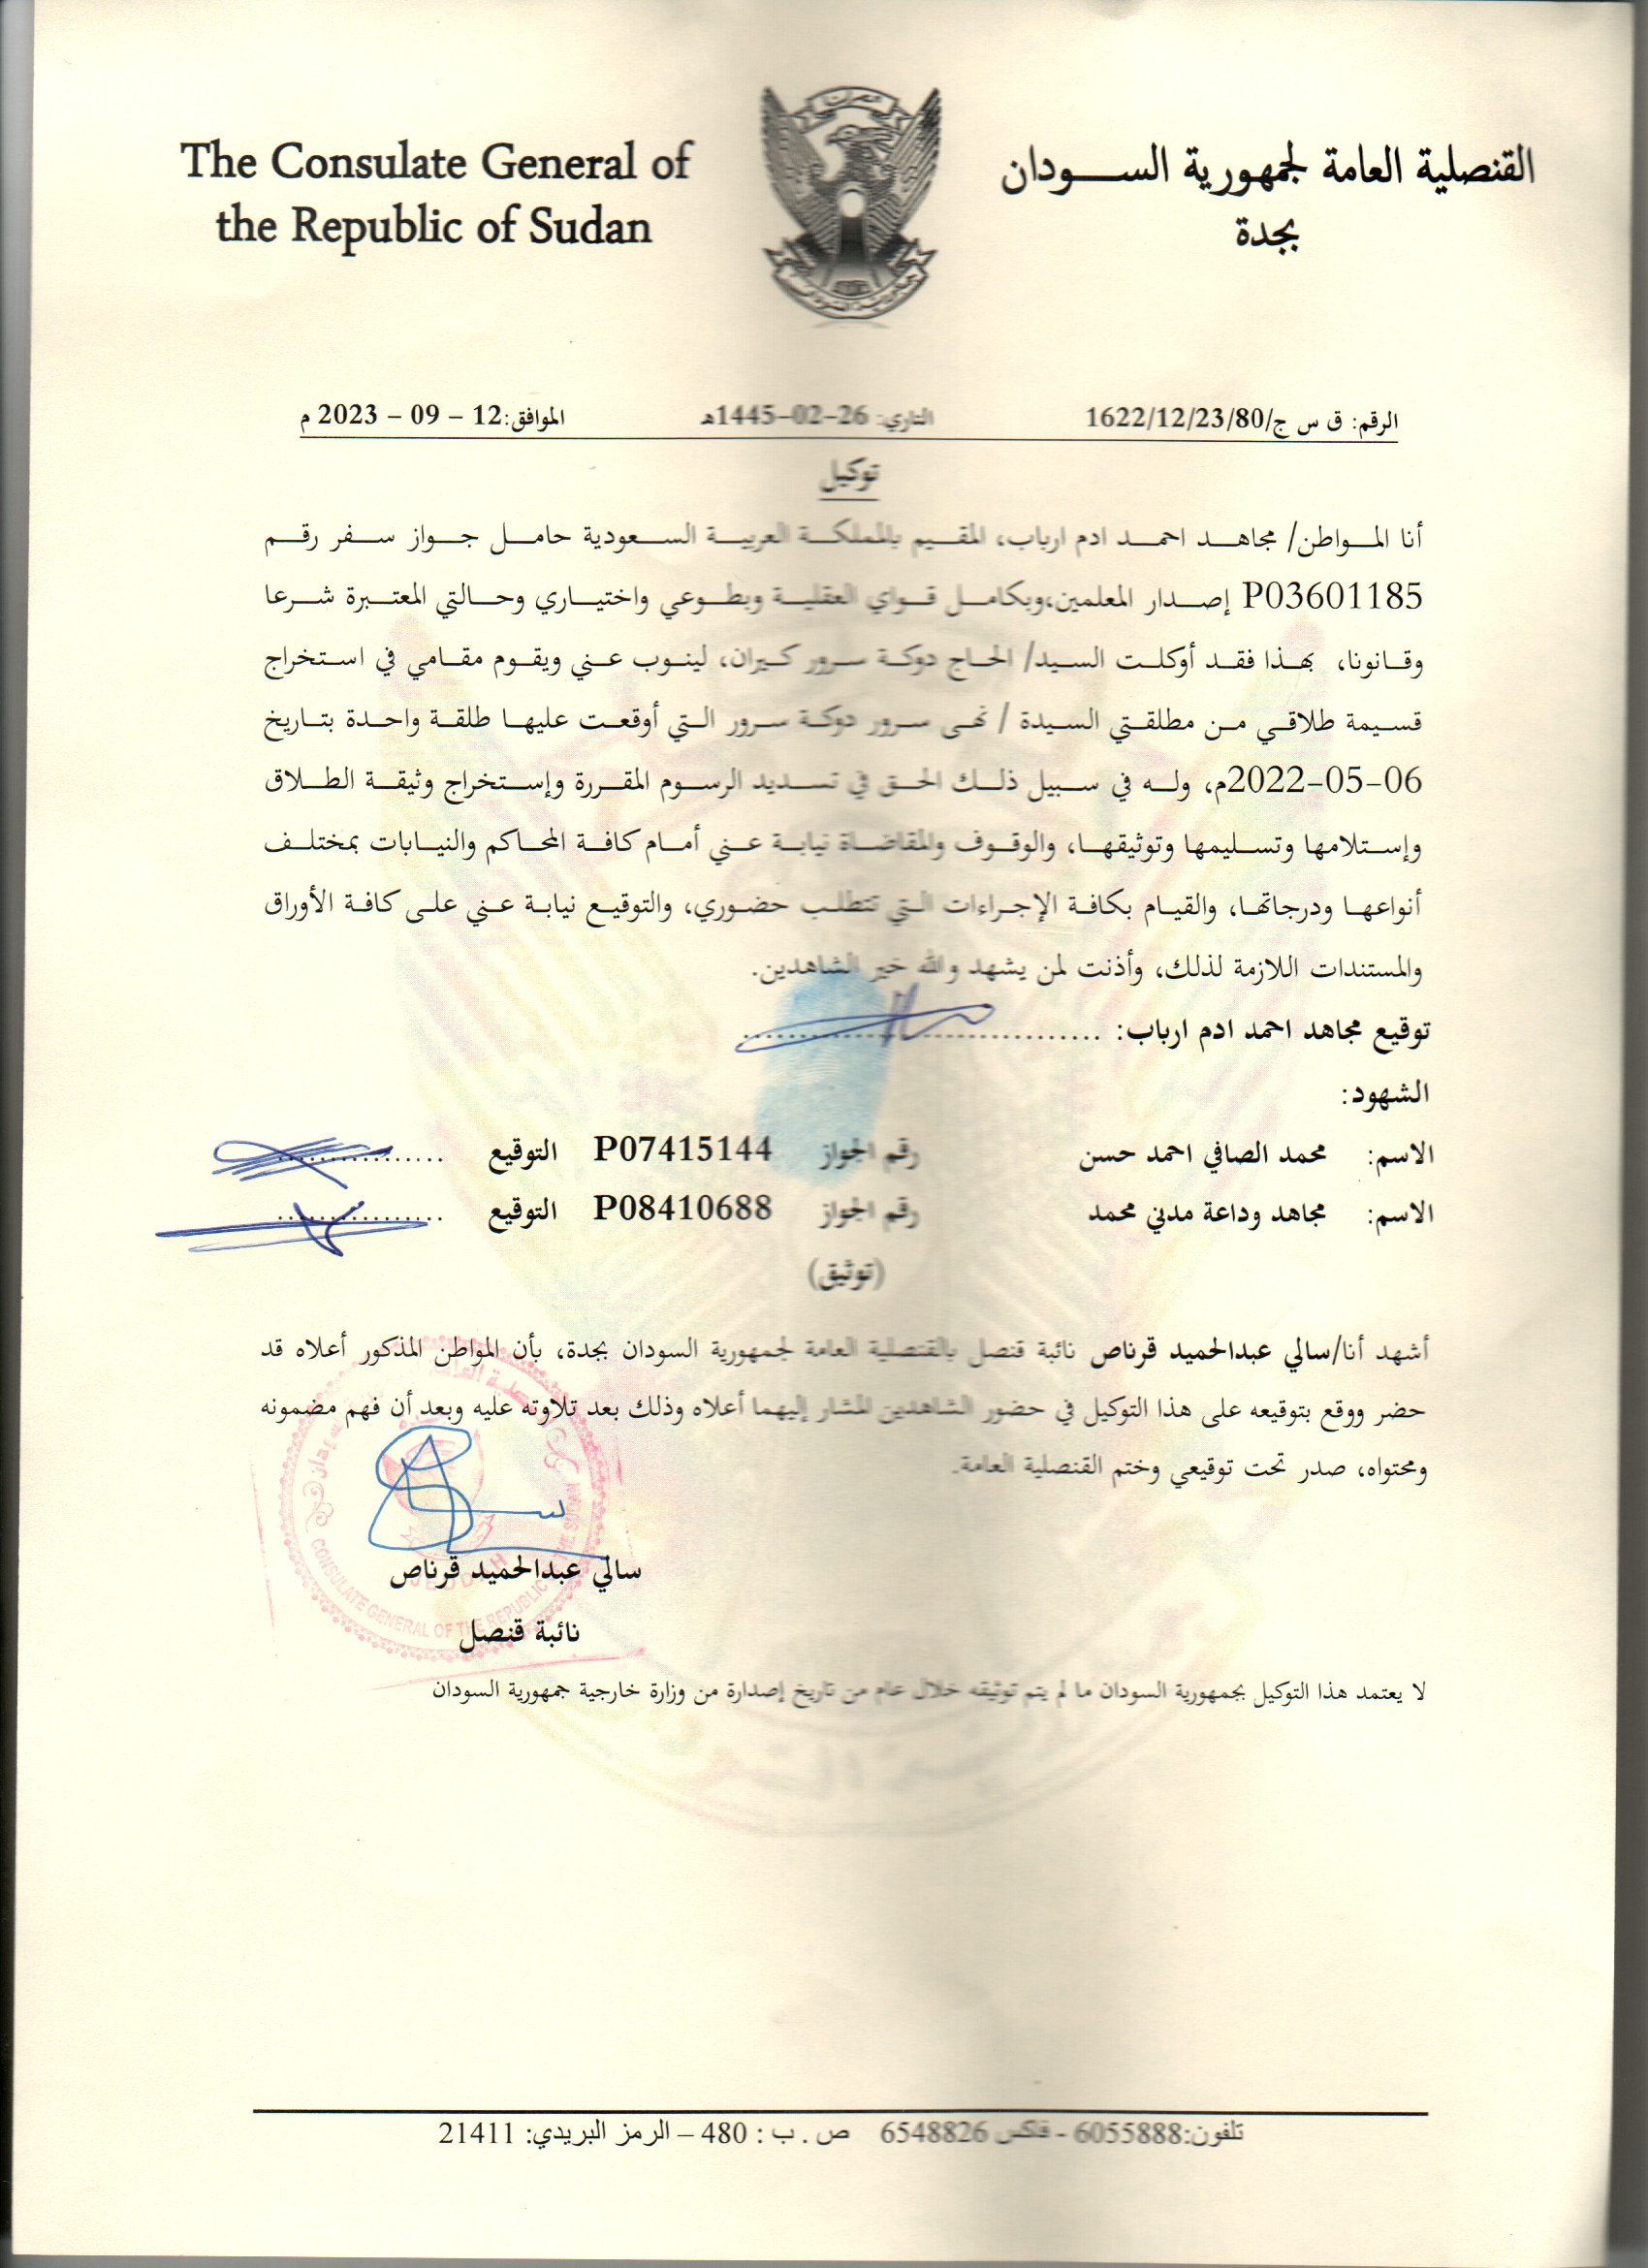 The Consulate General of
the Republic of Sudan
القنصلية العامة لجمهورية الســـودان
بجدة
الرقم: ق س ج/1622/12/23/80 التاري: 26-02-1445هـ الموافق:12 – 09 – 2023 م
توكيل
أنا المواطن/ مجاهد احمد ادم ارباب، المقيم بالمملكة العربية السعودية حامل جواز سفر رقم
P03601185 إصدار المعلمين،وبكامل قواي العقلية وبطوعي واختياري وحالتي المعتبرة شرعا
وقانونا، بهذا فقد أوكلت السيد/ الحاج دوكة سرور كيران، لينوب عني ويقوم مقامي في استخراج
قسيمة طلاقي من مطلقتي السيدة / نهى سرور دوكة سرور التي أوقعت عليها طلقة واحدة بتاريخ
06-05-2022م، وله في سبيل ذلك الحق في تسديد الرسوم المقررة وإستخراج وثيقة الطلاق
وإستلامها وتسليمها وتوثيقها، والوقوف والمقاضاة نيابة عني أمام كافة المحاكم والنيابات بمختلف
أنواعها ودرجاتها، والقيام بكافة الإجراءات التي تتطلب حضوري، والتوقيع نيابة عني على كافة الأوراق
والمستندات اللازمة لذلك، وأذنت لمن يشهد والله خير الشاهدين.
توقيع مجاهد احمد ادم ارباب: ................................
الشهود:
الاسم: محمد الصافي احمد حسن رقم الجواز P07415144 التوقيع ................
الاسم: مجاهد وداعة مدني محمد رقم الجواز P08410688 التوقيع ................
(توثيق)
أشهد أنا/سالي عبدالحميد قرناص نائبة قنصل بالقنصلية العامة لجمهورية السودان بجدة، بأن المواطن المذكور أعلاه قد
حضر ووقع بتوقيعه على هذا التوكيل في حضور الشاهدين المشار إليهما أعلاه وذلك بعد تلاوته عليه وبعد أن فهم مضمونه
ومحتواه، صدر تحت توقيعي وختم القنصلية العامة.
سالي عبدالحميد قرناص
نائبة قنصل
CONSULATE GENERAL OF THE REPUBLIC OF THE SUDAN
لا يعتمد هذا التوكيل بجمهورية السودان ما لم يتم توثيقه خلال عام من تاريخ إصدارة من وزارة خارجية جمهورية السودان
تلفون:6055888 - فاكس 6548826 ص . ب : 480 – الرمز البريدي: 21411